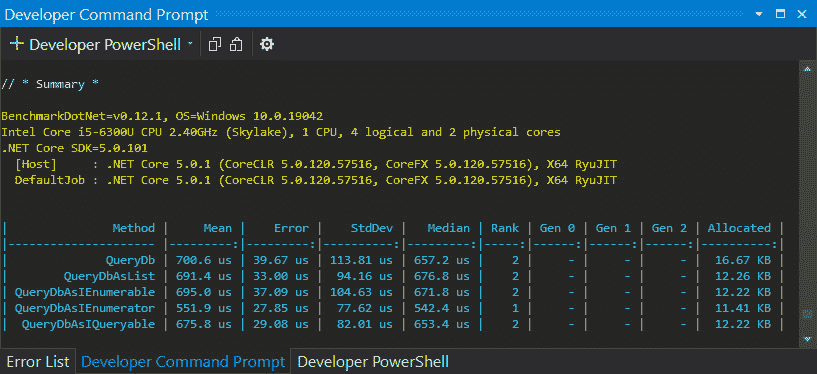 Developer Command Prompt
Developer PowerShell
// * Summary *
BenchmarkDotNet=v0.12.1, OS=Windows 10.0.19042
Intel Core i5-6300U CPU 2.40GHz (Skylake), 1 CPU, 4 logical and 2 physical cores
.NET Core SDK=5.0.101
[Host]     : .NET Core 5.0.1 (CoreCLR 5.0.120.57516, CoreFX 5.0.120.57516), X64 RyuJIT
DefaultJob : .NET Core 5.0.1 (CoreCLR 5.0.120.57516, CoreFX 5.0.120.57516), X64 RyuJIT
| Method | Mean | Error | StdDev | Median | Rank | Gen 0 | Gen 1 | Gen 2 | Allocated |
|--------------------- |---------:|---------:|----------:|---------:|-----:|------:|------:|------:|----------:|
| QueryDb | 700.6 us | 39.67 us | 113.81 us | 657.2 us | 2 | - | - | - | 16.67 KB |
| QueryDbAsList | 691.4 us | 33.00 us | 94.16 us | 676.8 us | 2 | - | - | - | 12.26 KB |
| QueryDbAsIEnumerable | 695.0 us | 37.09 us | 104.63 us | 671.8 us | 2 | - | - | - | 12.22 KB |
| QueryDbAsIEnumerator | 551.9 us | 27.85 us | 77.62 us | 542.4 us | 1 | - | - | - | 11.41 KB |
| QueryDbAsIQueryable | 675.8 us | 29.08 us | 82.01 us | 653.4 us | 2 | - | - | - | 12.22 KB |
Error List Developer Command Prompt Developer PowerShell